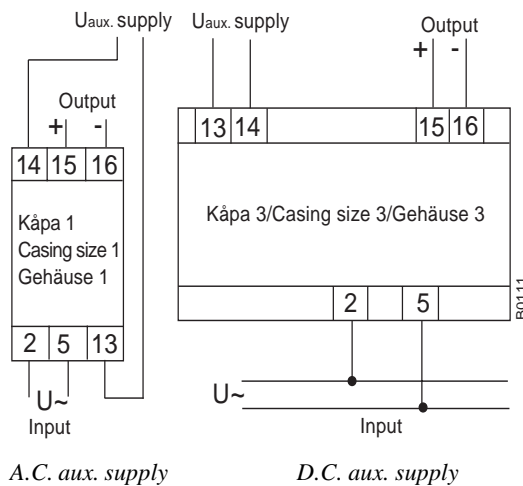 Uaux. supply
Output
+ -
14 15 16
Kåpa 1
Casing size 1
Gehäuse 1
2 5 13
U~
Input
A.C. aux. supply
Uaux. supply
Output
+ -
13 14 15 16
Kåpa 3/Casing size 3/Gehäuse 3
2 5
B0111
U~
Input
D.C. aux. supply